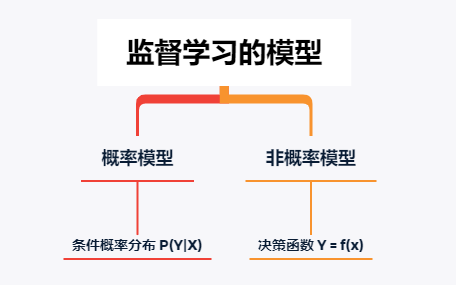 监督学习的模型
概率模型
非概率模型
条件概率分布 P(Y|X)
决策函数 Y = f(x)